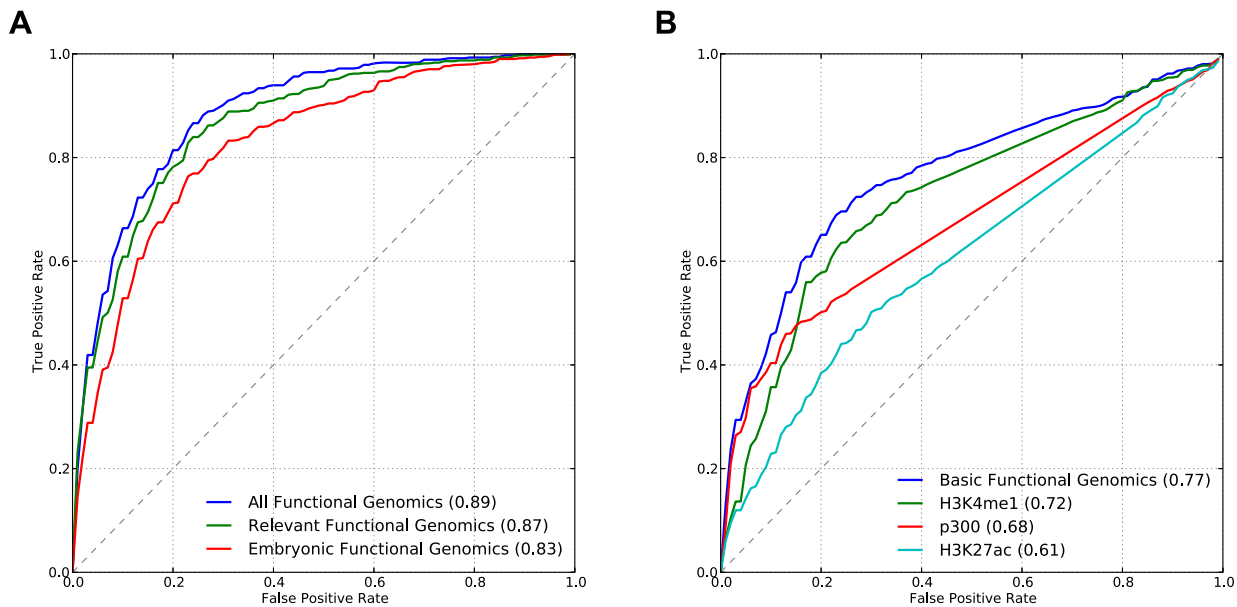 A
1.0
0.8
0.6
0.4
0.2
0.0
True Positive Rate
0.0 0.2 0.4 0.6 0.8 1.0
False Positive Rate
All Functional Genomics (0.89)
Relevant Functional Genomics (0.87)
Embryonic Functional Genomics (0.83)
B
1.0
0.8
0.6
0.4
0.2
0.0
True Positive Rate
0.0 0.2 0.4 0.6 0.8 1.0
False Positive Rate
Basic Functional Genomics (0.77)
H3K4me1 (0.72)
p300 (0.68)
H3K27ac (0.61)